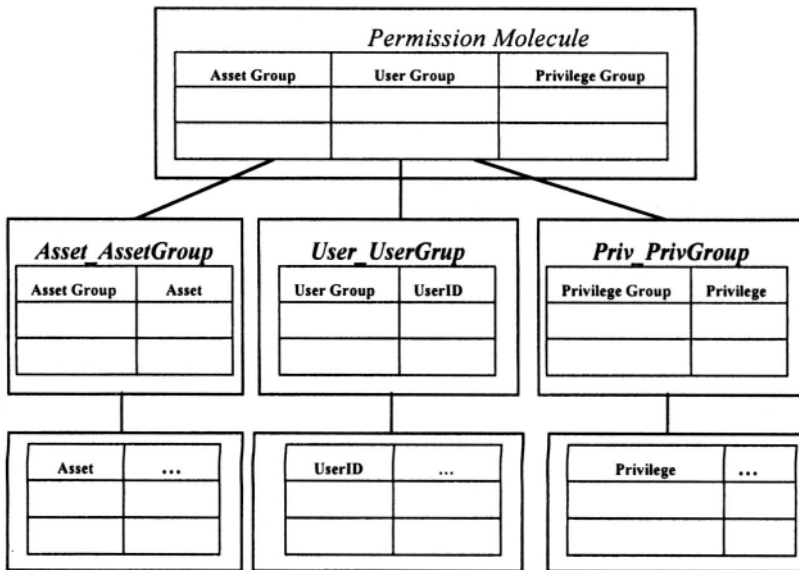 Permission Molecule
Asset Group User Group Privilege Group
Asset_AssetGroup User_UserGrup Priv_PrivGroup
Asset Group Asset User Group UserID Privilege Group Privilege
Asset ... UserID ... Privilege ...